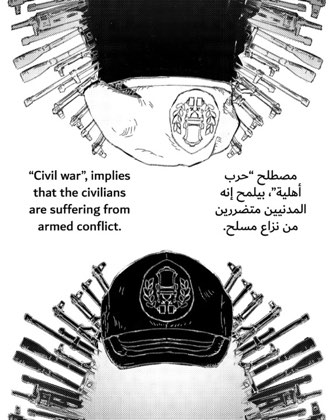 “Civil war”, implies
that the civilians
are suffering from
armed conflict.
مصطلح “حرب
أهلية”، بيلمح إنه
المدنيين متضررين
من نزاع مسلح.